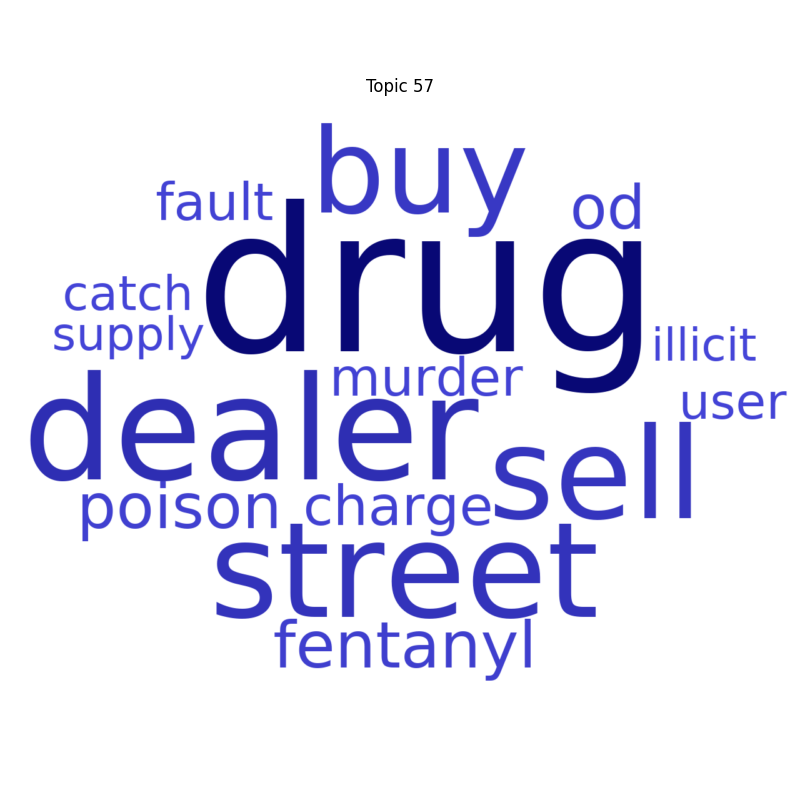 Topic 57
buy
fault od
drug
catch
supply illicit
murder
user
dealer
sell
poison charge
street
fentanyl